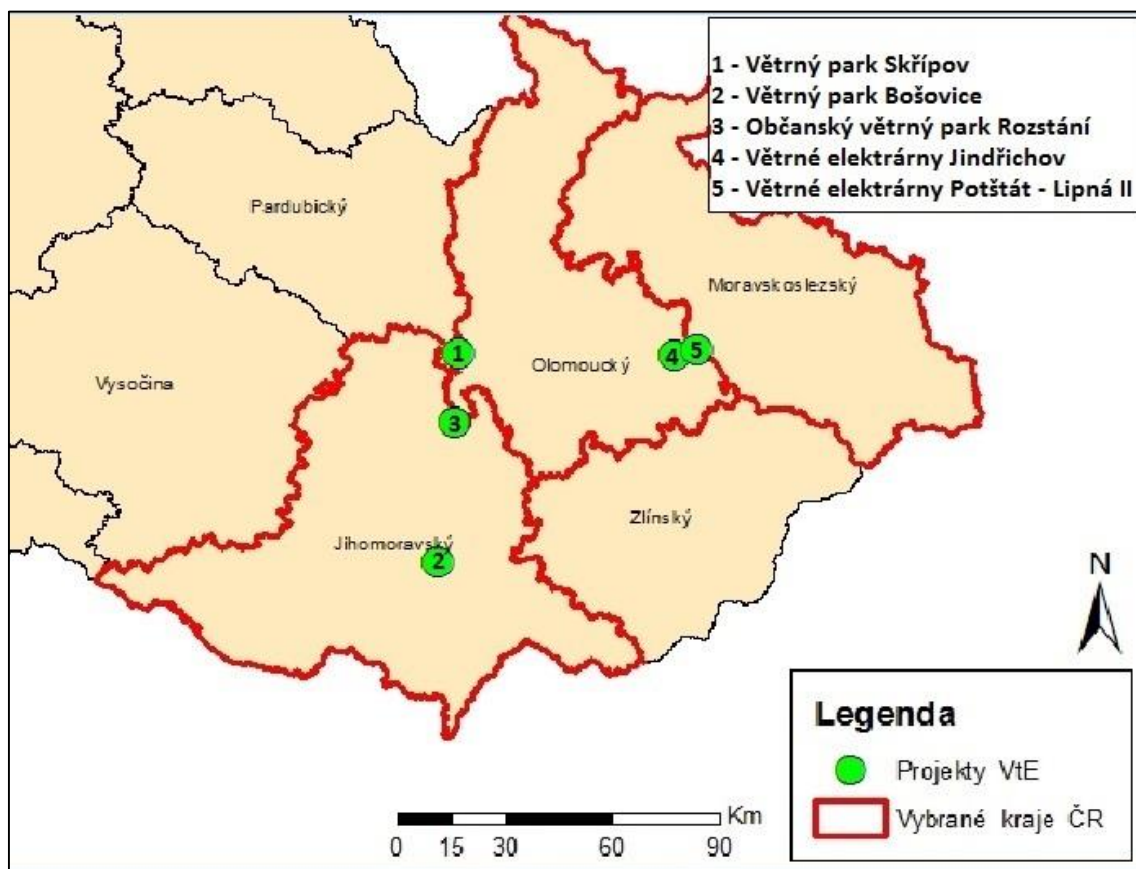 1 - Větrný park Skřípov
2 - Větrný park Bošovice
3 - Občanský větrný park Rozstání
4 - Větrné elektrárny Jindřichov
5 - Větrné elektrárny Potštát - Lipná II
Pardubický
Moravskoslezský
1
4
5
Olomoucký
Vysočina
3
Zlínský
Jihomoravský
2
N
Legenda
Projekty VtE
Vybrané kraje ČR
Km
0 15 30 60 90